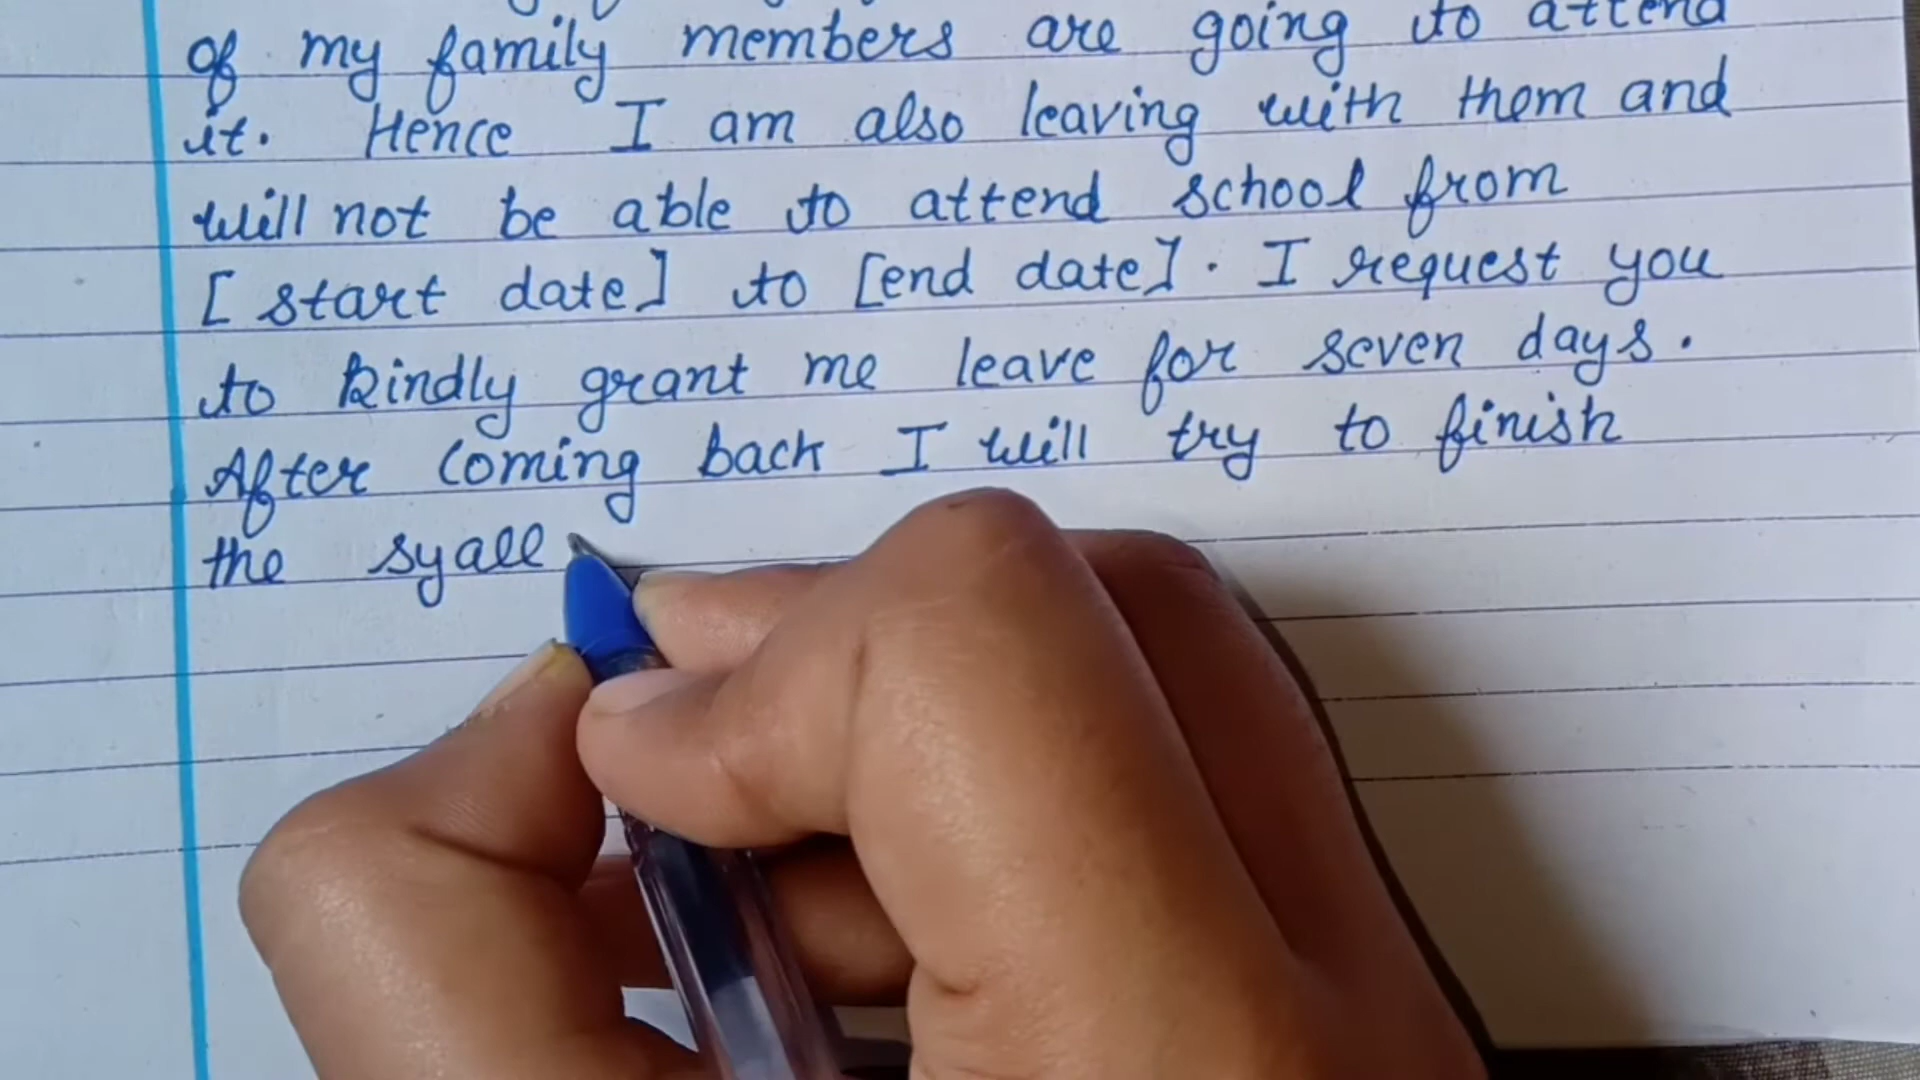 of my family members are going to attend
it. Hence I am also leaving with them and
will not be able to attend school from
[start date] to [end date]. I request you
to kindly grant me leave for seven days.
After coming back I will try to finish
the syall